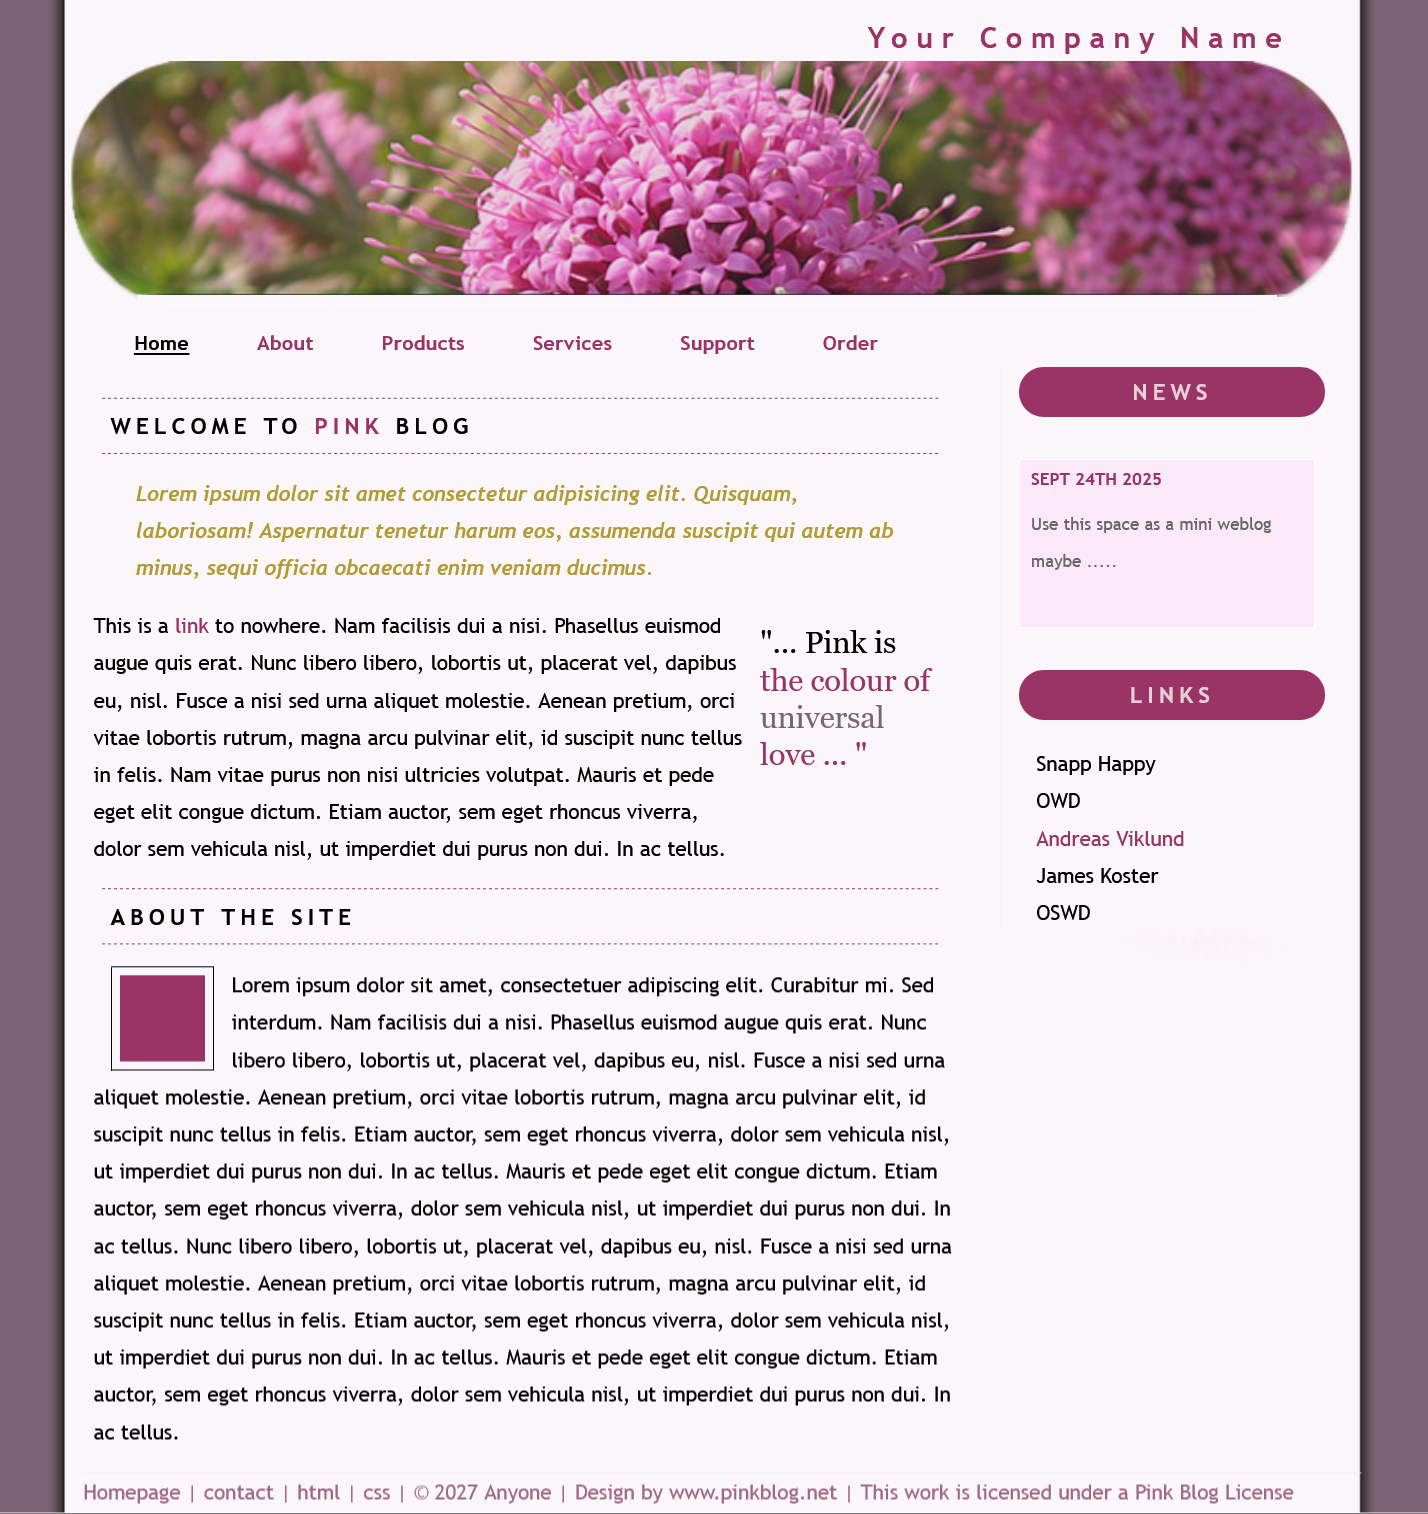 Your Company Name
Home About Products Services Support Order
WELCOME TO PINK BLOG
Lorem ipsum dolor sit amet consectetur adipisicing elit. Quisquam,
laboriosam! Aspernatur tenetur harum eos, assumenda suscipit qui autem ab
minus, sequi officia obcaecati enim veniam ducimus.
This is a link to nowhere. Nam facilisis dui a nisi. Phasellus euismod
augue quis erat. Nunc libero libero, lobortis ut, placerat vel, dapibus
eu, nisl. Fusce a nisi sed urna aliquet molestie. Aenean pretium, orci
vitae lobortis rutrum, magna arcu pulvinar elit, id suscipit nunc tellus
in felis. Nam vitae purus non nisi ultricies volutpat. Mauris et pede
eget elit congue dictum. Etiam auctor, sem eget rhoncus viverra,
dolor sem vehicula nisl, ut imperdiet dui purus non dui. In ac tellus.
"... Pink is
the colour of
universal
love ... "
ABOUT THE SITE
Lorem ipsum dolor sit amet, consectetuer adipiscing elit. Curabitur mi. Sed
interdum. Nam facilisis dui a nisi. Phasellus euismod augue quis erat. Nunc
libero libero, lobortis ut, placerat vel, dapibus eu, nisl. Fusce a nisi sed urna
aliquet molestie. Aenean pretium, orci vitae lobortis rutrum, magna arcu pulvinar elit, id
suscipit nunc tellus in felis. Etiam auctor, sem eget rhoncus viverra, dolor sem vehicula nisl,
ut imperdiet dui purus non dui. In ac tellus. Mauris et pede eget elit congue dictum. Etiam
auctor, sem eget rhoncus viverra, dolor sem vehicula nisl, ut imperdiet dui purus non dui. In
ac tellus. Nunc libero libero, lobortis ut, placerat vel, dapibus eu, nisl. Fusce a nisi sed urna
aliquet molestie. Aenean pretium, orci vitae lobortis rutrum, magna arcu pulvinar elit, id
suscipit nunc tellus in felis. Etiam auctor, sem eget rhoncus viverra, dolor sem vehicula nisl,
ut imperdiet dui purus non dui. In ac tellus. Mauris et pede eget elit congue dictum. Etiam
auctor, sem eget rhoncus viverra, dolor sem vehicula nisl, ut imperdiet dui purus non dui. In
ac tellus.
NEWS
SEPT 24TH 2025
Use this space as a mini weblog
maybe .....
LINKS
Snapp Happy
OWD
Andreas Viklund
James Koster
OSWD
Homepage | contact | html | css | © 2027 Anyone | Design by www.pinkblog.net | This work is licensed under a Pink Blog License